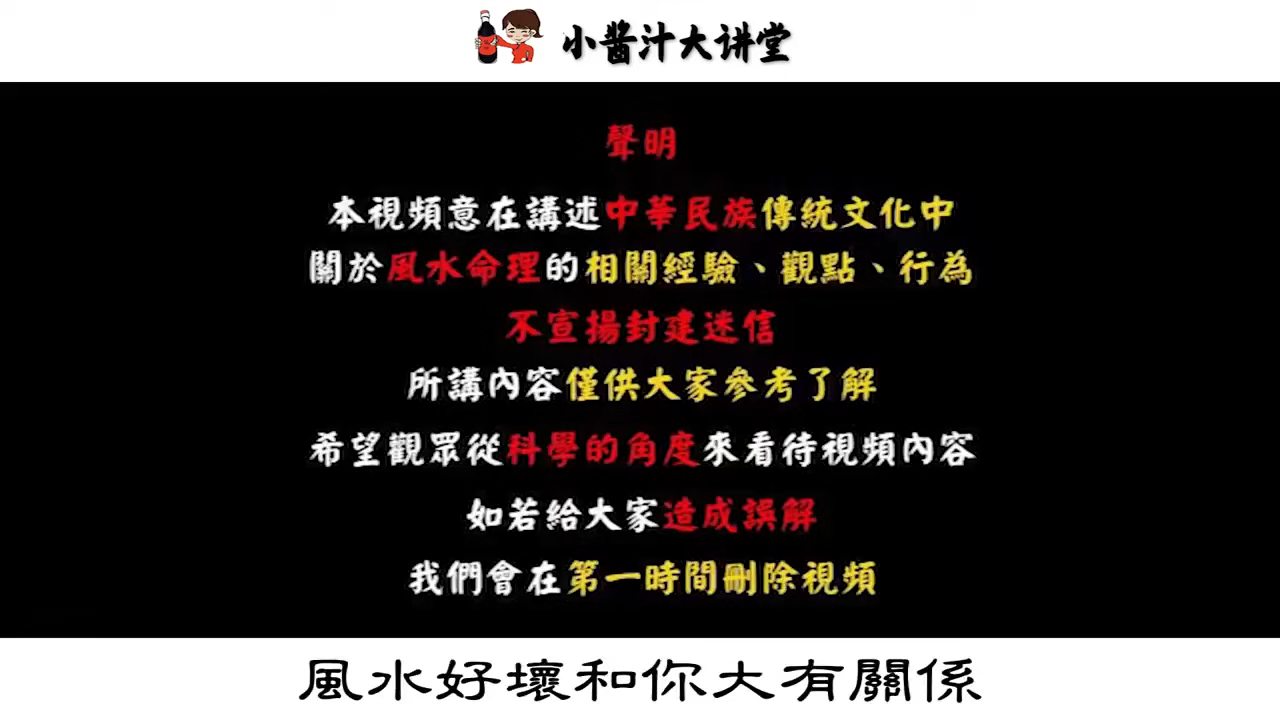 小醬汁大讲堂
聲明
本視頻意在講述中華民族傳統文化中
關於風水命理的相關經驗、觀點、行為
不宣揚封建迷信
所講內容僅供大家參考了解
希望觀眾從科學的角度來看待視頻內容
如若給大家造成誤解
我們會在第一時間刪除視頻
風水好壞和你大有關係